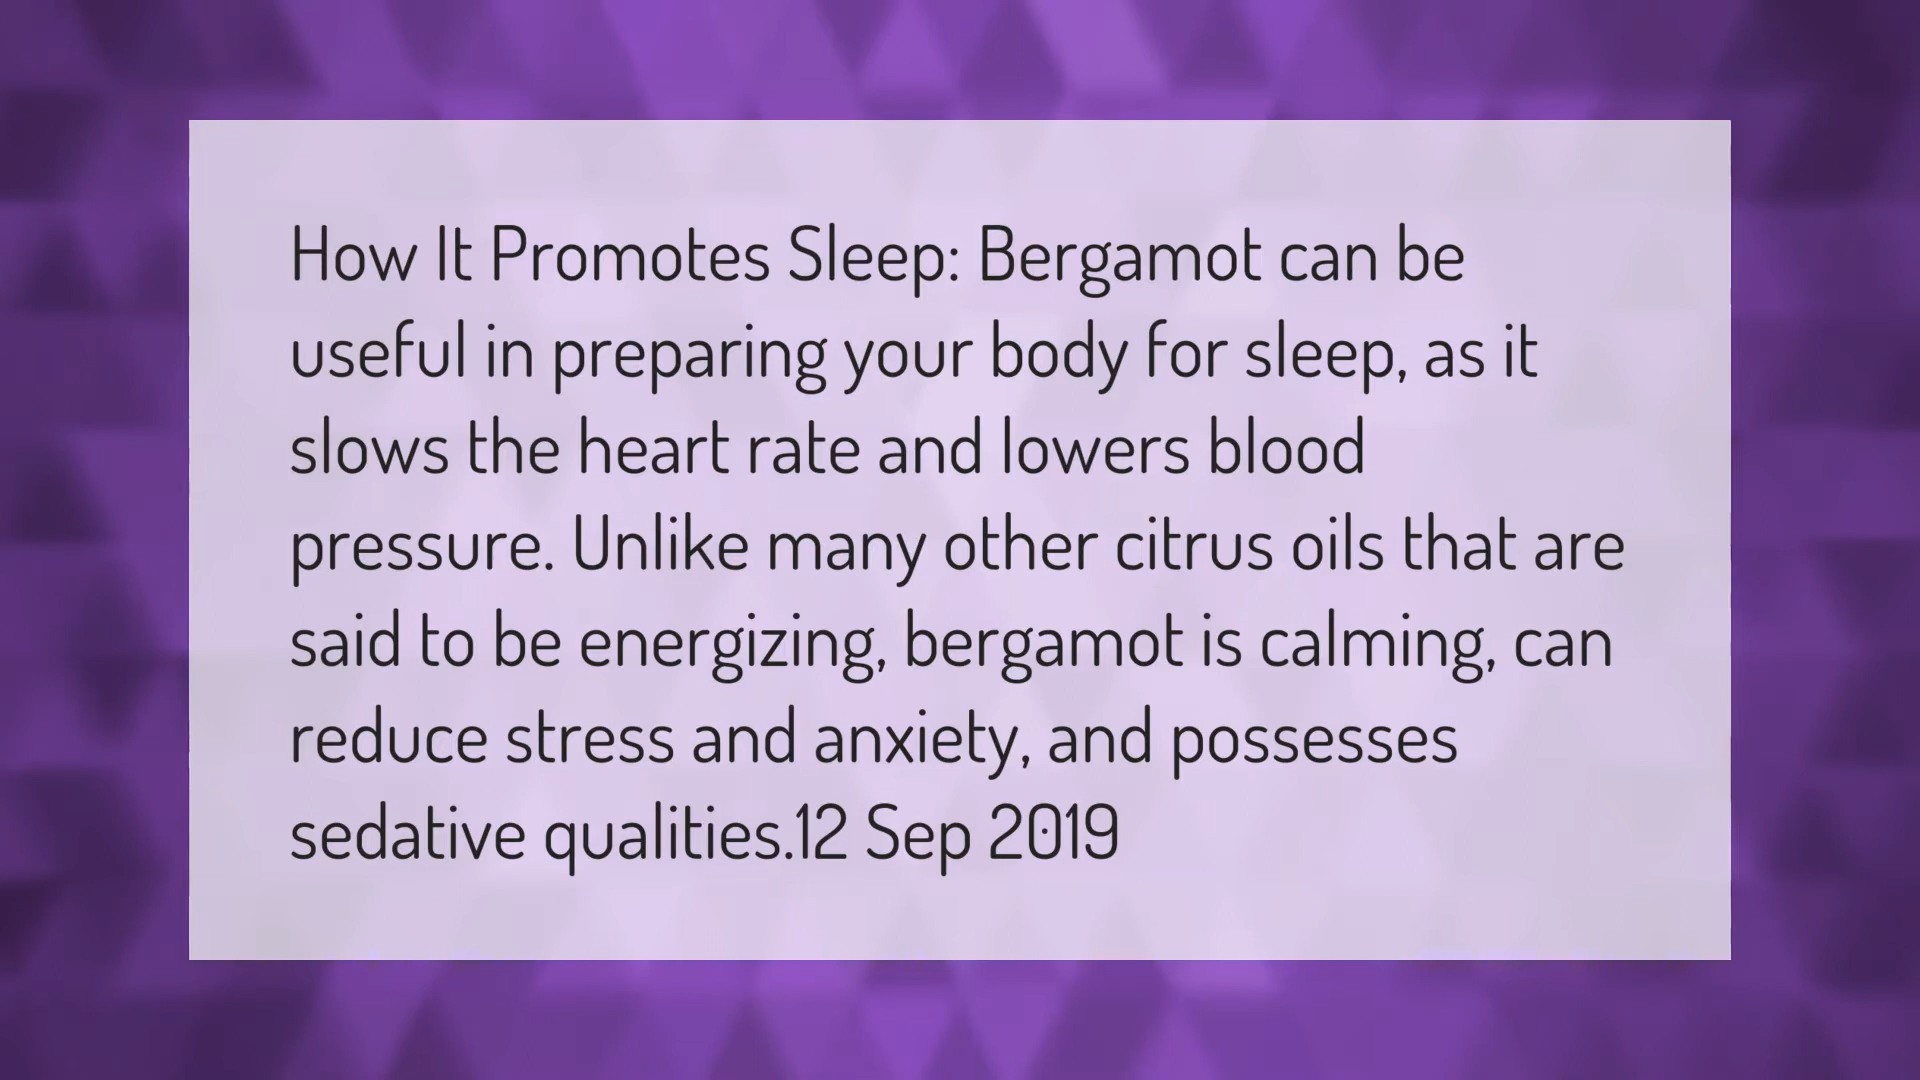 How It Promotes Sleep: Bergamot can be
useful in preparing your body for sleep, as it
slows the heart rate and lowers blood
pressure. Unlike many other citrus oils that are
said to be energizing, bergamot is calming, can
reduce stress and anxiety, and possesses
sedative qualities.12 Sep 2019